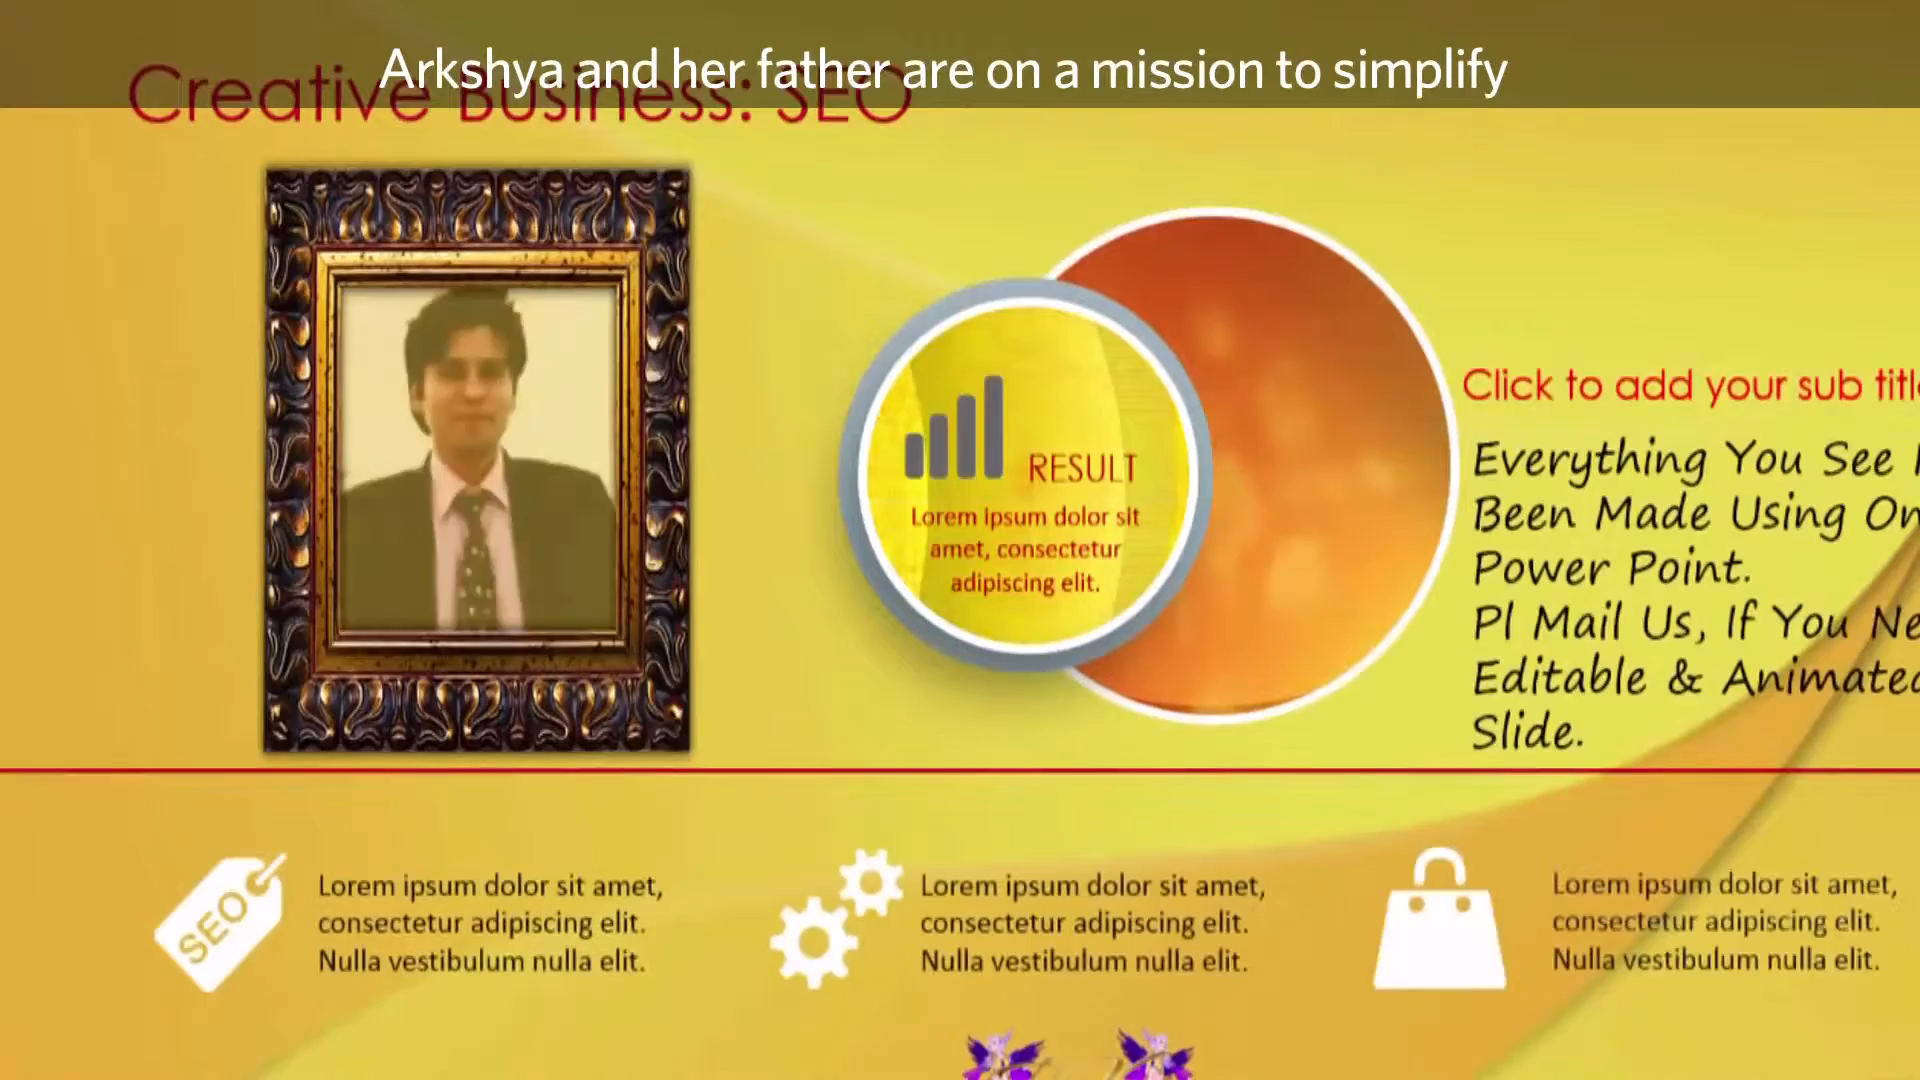 Arkshya and her father are on a mission to simplify
Creative Business: SEO
RESULT
Lorem ipsum dolor sit
amet, consectetur
adipiscing elit.
Click to add your sub
Everything You See
Been Made Using
Power Point.
Pl Mail Us, If You
Editable & Animated
Slide.
SEO
Lorem ipsum dolor sit amet,
consectetur adipiscing elit.
Nulla vestibulum nulla elit.
Lorem ipsum dolor sit amet,
consectetur adipiscing elit.
Nulla vestibulum nulla elit.
Lorem ipsum dolor sit amet,
consectetur adipiscing elit.
Nulla vestibulum nulla elit.